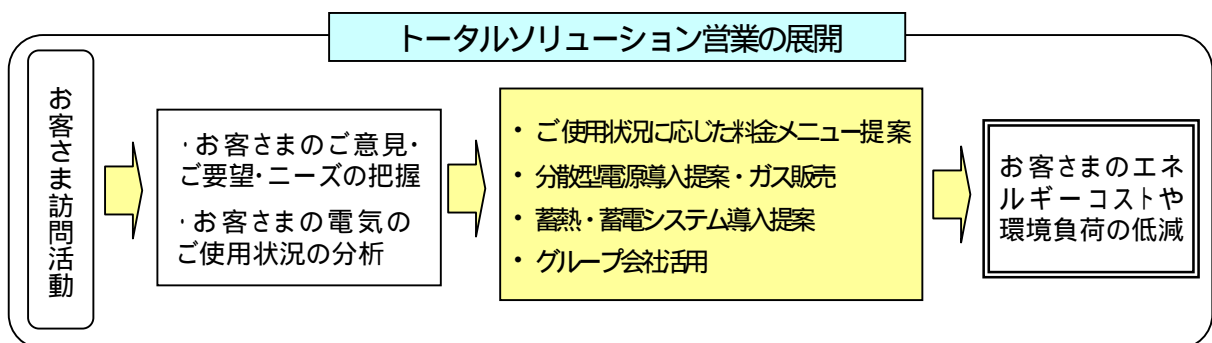 トータルソリューション営業の展開
お客さま訪問活動
・お客さまのご意見・
ご要望・ニーズの把握
・お客さまの電気の
ご使用状況の分析
・ ご使用状況に応じた料金メニュー提案
・ 分散型電源導入提案・ガス販売
・ 蓄熱・蓄電システム導入提案
・ グループ会社活用
お客さまのエネ
ルギーコストや
環境負荷の低減